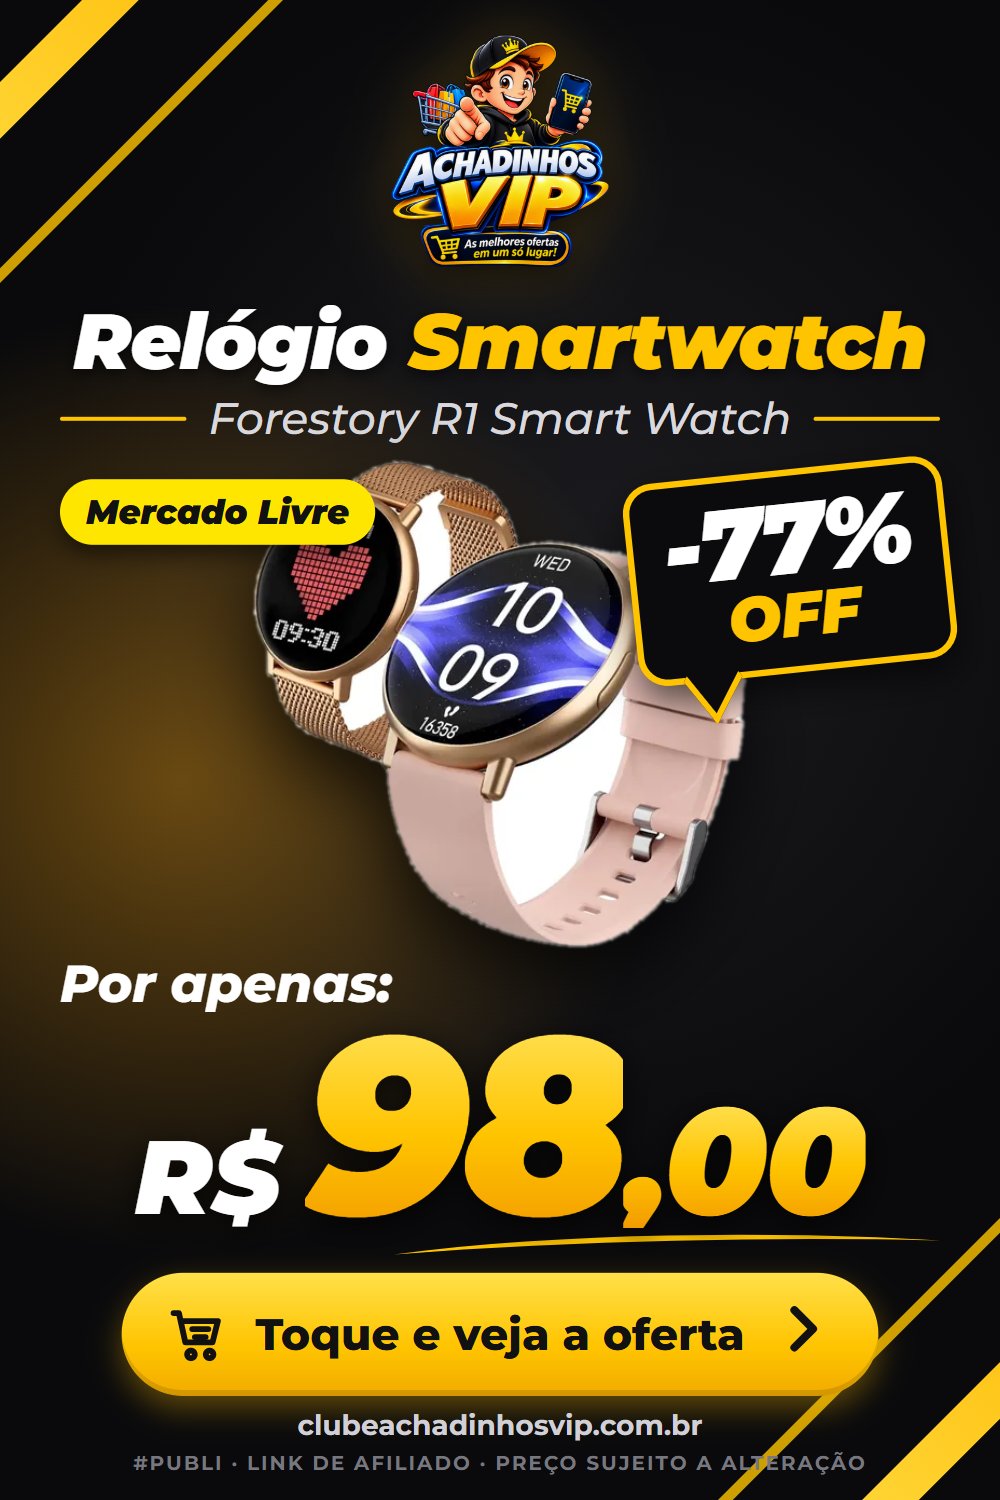 ACHADINHOS
VIP
As melhores ofertas
em um só lugar!
Relógio Smartwatch
Forestory R1 Smart Watch
Mercado Livre
-77%
OFF
09:30
WED
10
09
16358
Por apenas:
R$ 98,00
Toque e veja a oferta
clubeachadinhosvip.com.br
#PUBLI · LINK DE AFILIADO · PREÇO SUJEITO A ALTERAÇÃO